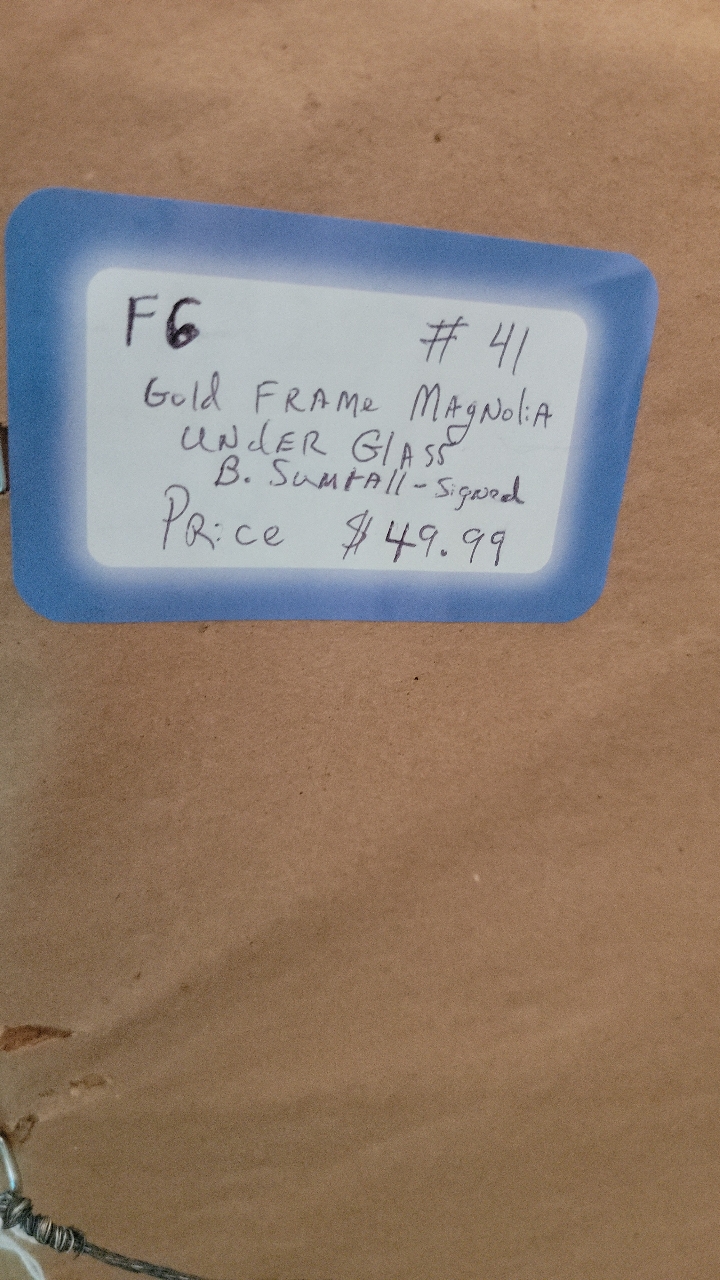 F6 # 41
Gold FRAMe MAgNoliA
UNdER GlASS
B. SumRAll - Signed
PRice $49.99